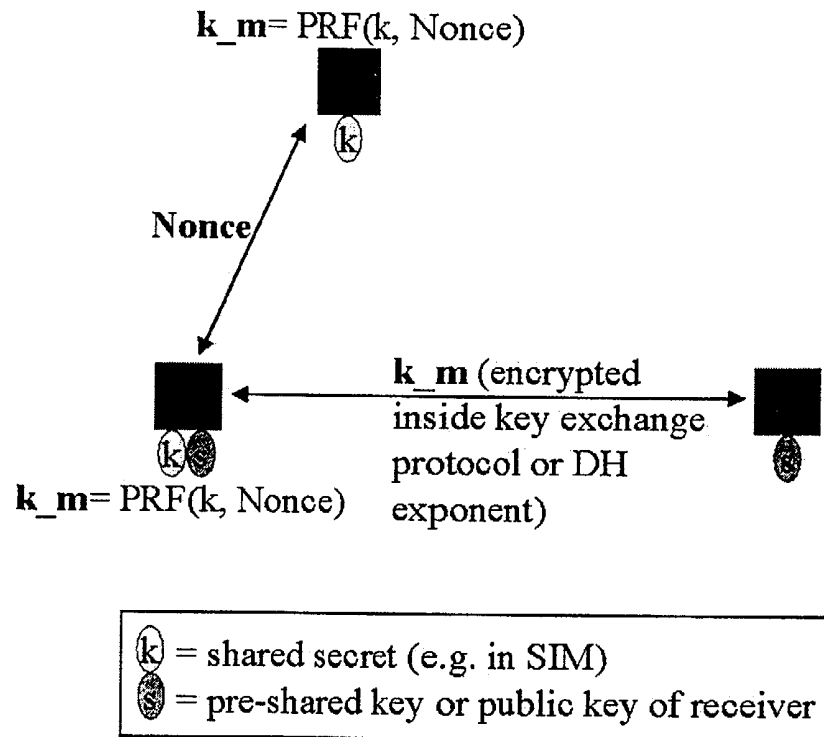 k_m= PRF(k, Nonce)
k
Nonce
k_m (encrypted
inside key exchange
protocol or DH
exponent)
k s
s
k_m= PRF(k, Nonce)
k = shared secret (e.g. in SIM)
s = pre-shared key or public key of receiver